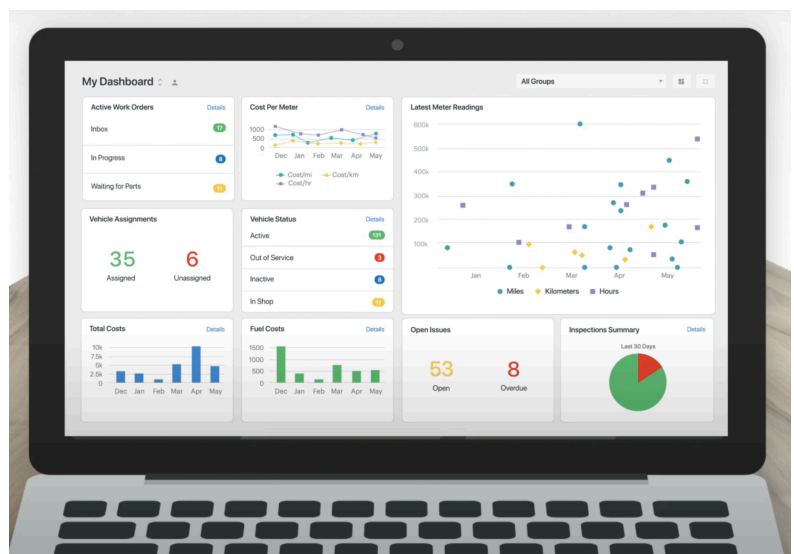 My Dashboard
All Groups
Active Work Orders Details
Inbox 17
In Progress 8
Waiting for Parts 11
Cost Per Meter Details
1000
500
0
Dec Jan Feb Mar Apr May
Cost/mi Cost/km
Cost/hr
Latest Meter Readings
600k
500k
400k
300k
200k
100k
Jan Feb Mar Apr May
Miles Kilometers Hours
Vehicle Assignments
35 6
Assigned Unassigned
Vehicle Status Details
Active 131
Out of Service 3
Inactive 8
In Shop
Total Costs Details
10k
7.5k
5k
2.5k
0
Dec Jan Feb Mar Apr May
Fuel Costs Details
1500
1000
500
0
Dec Jan Feb Mar Apr May
Open Issues
53 8
Open Overdue
Inspections Summary Details
Last 30 Days